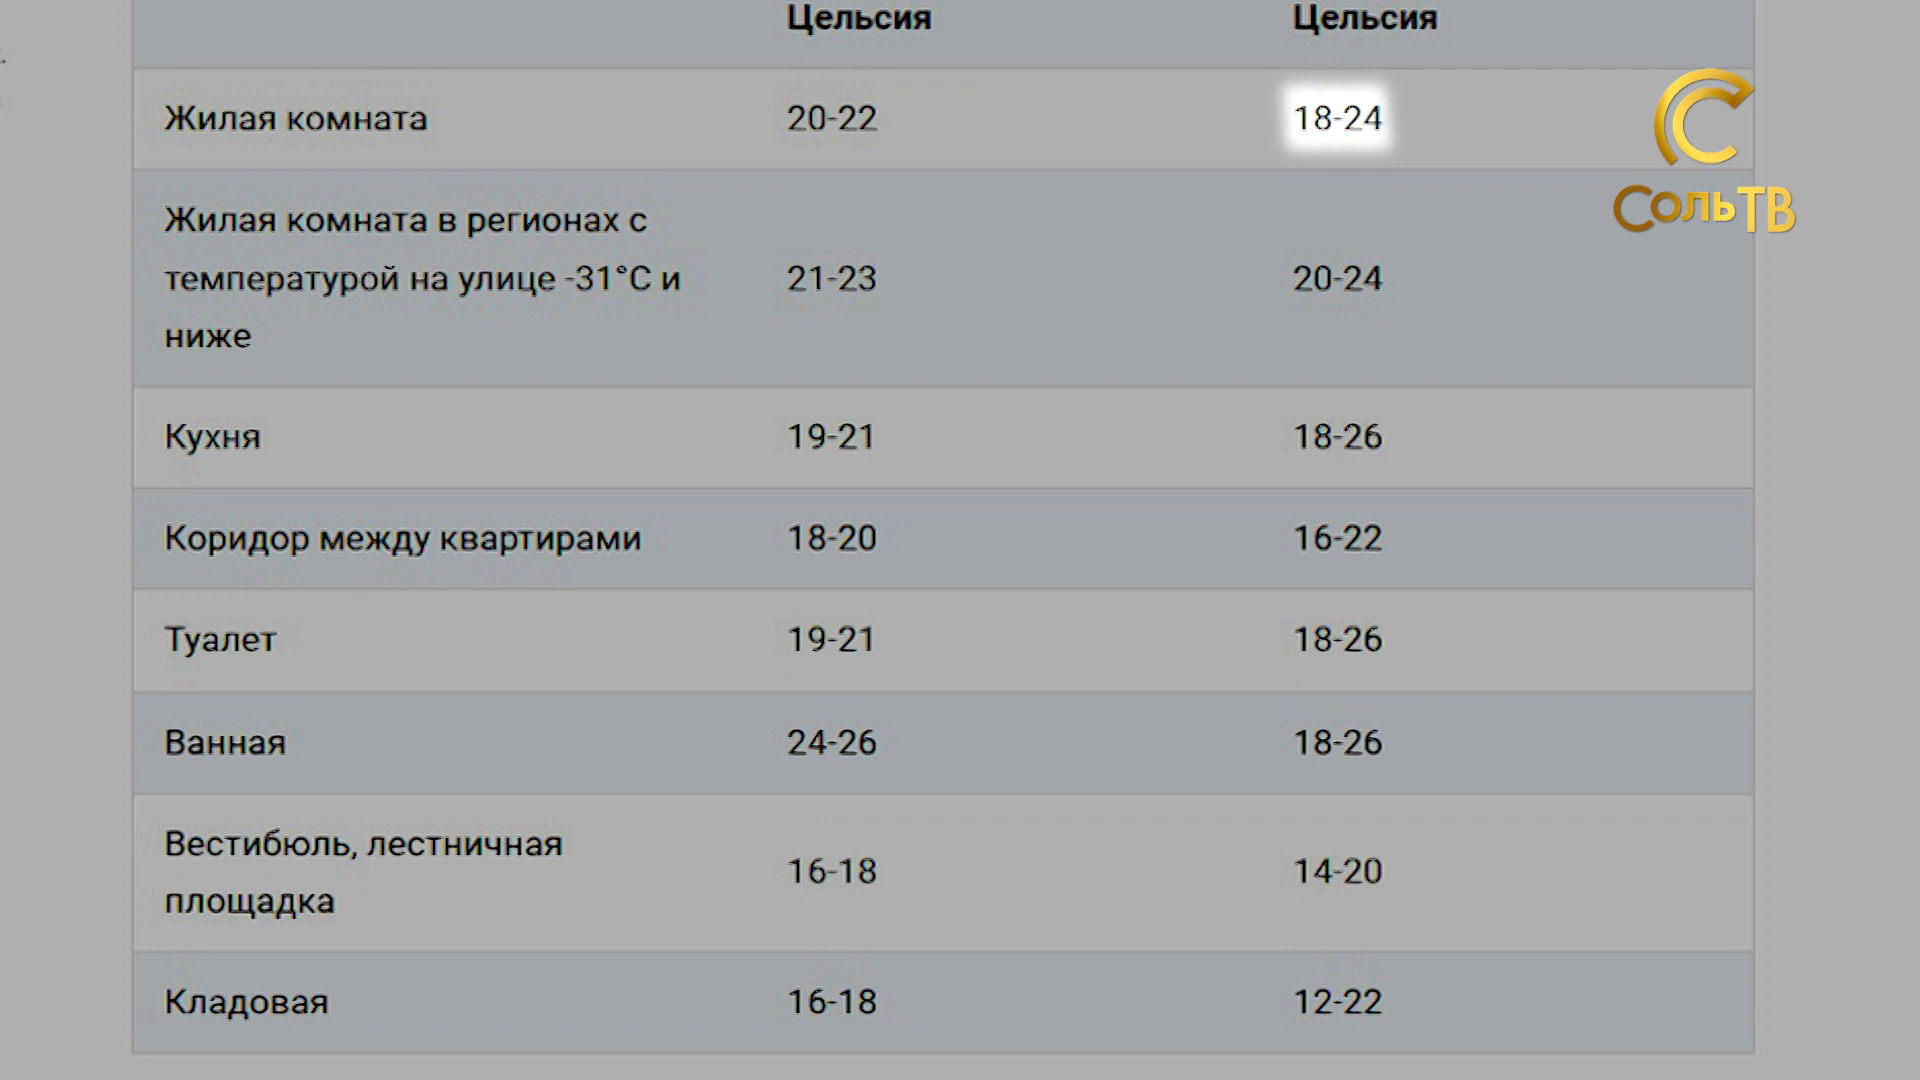 Цельсия Цельсия
Жилая комната 20-22 18-24
Жилая комната в регионах с
температурой на улице -31°C и
ниже
21-23 20-24
Кухня 19-21 18-26
Коридор между квартирами 18-20 16-22
Туалет 19-21 18-26
Ванная 24-26 18-26
Вестибюль, лестничная
площадка
16-18 14-20
Кладовая 16-18 12-22
СольТВ